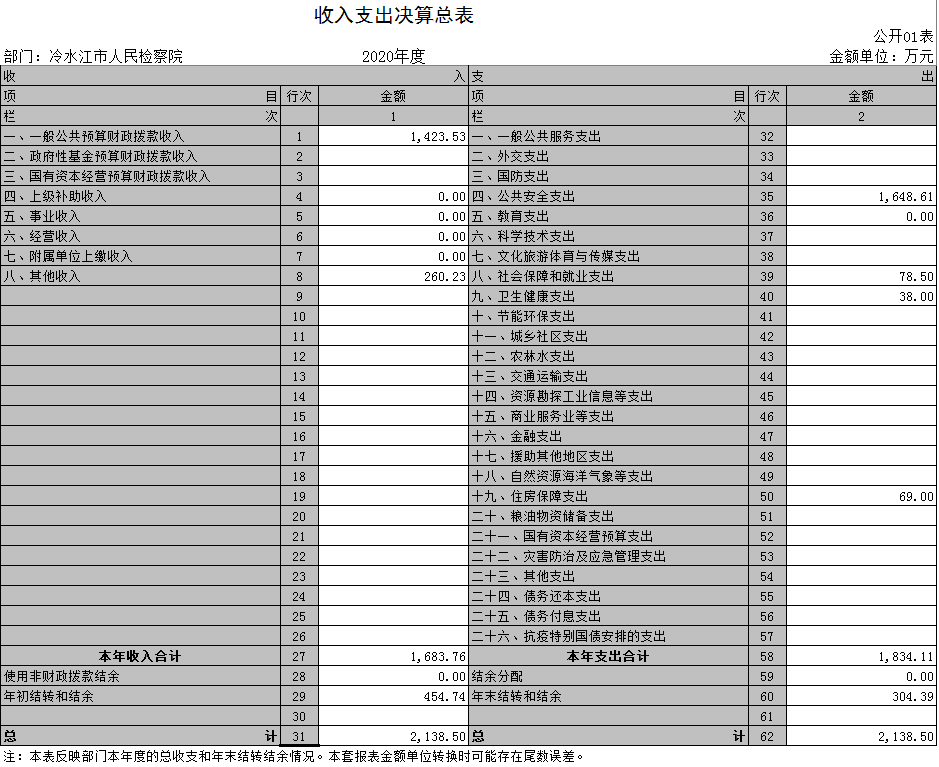 收入支出决算总表
公开01表
部门：冷水江市人民检察院 2020年度 金额单位：万元
收 入 支 出
项 目 行次 金额 项 目 行次 金额
栏 次 1 栏 次 2
一、一般公共预算财政拨款收入 1 1,423.53 一、一般公共服务支出 32
二、政府性基金预算财政拨款收入 2 二、外交支出 33
三、国有资本经营预算财政拨款收入 3 三、国防支出 34
四、上级补助收入 4 0.00 四、公共安全支出 35 1,648.61
五、事业收入 5 0.00 五、教育支出 36 0.00
六、经营收入 6 0.00 六、科学技术支出 37
七、附属单位上缴收入 7 0.00 七、文化旅游体育与传媒支出 38
八、其他收入 8 260.23 八、社会保障和就业支出 39 78.50
9 九、卫生健康支出 40 38.00
10 十、节能环保支出 41
11 十一、城乡社区支出 42
12 十二、农林水支出 43
13 十三、交通运输支出 44
14 十四、资源勘探工业信息等支出 45
15 十五、商业服务业等支出 46
16 十六、金融支出 47
17 十七、援助其他地区支出 48
18 十八、自然资源海洋气象等支出 49
19 十九、住房保障支出 50 69.00
20 二十、粮油物资储备支出 51
21 二十一、国有资本经营预算支出 52
22 二十二、灾害防治及应急管理支出 53
23 二十三、其他支出 54
24 二十四、债务还本支出 55
25 二十五、债务付息支出 56
26 二十六、抗疫特别国债安排的支出 57
本年收入合计 27 1,683.76 本年支出合计 58 1,834.11
使用非财政拨款结余 28 0.00 结余分配 59 0.00
年初结转和结余 29 454.74 年末结转和结余 60 304.39
30 61
总 计 31 2,138.50 总 计 62 2,138.50
注：本表反映部门本年度的总收支和年末结转结余情况。本套报表金额单位转换时可能存在尾数误差。